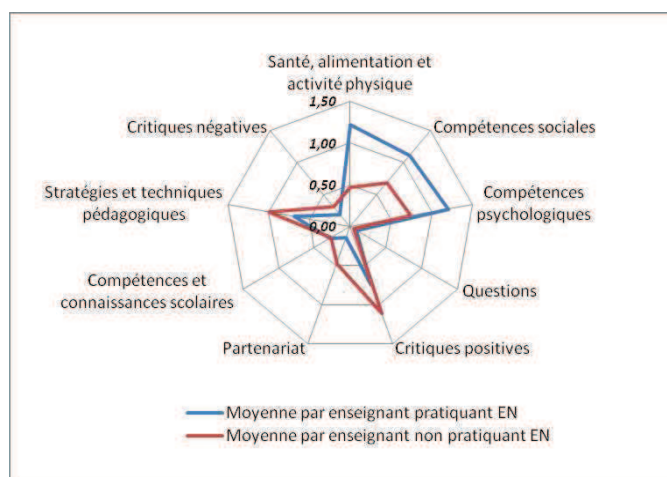 Santé, alimentation et
activité physique
1,50
Critiques négatives
1,00
Compétences sociales
Stratégies et techniques
pédagogiques
0,50
Compétences
psychologiques
0,00
Compétences et
connaissances scolaires
Questions
Partenariat
Critiques positives
Moyenne par enseignant pratiquant EN
Moyenne par enseignant non pratiquant EN